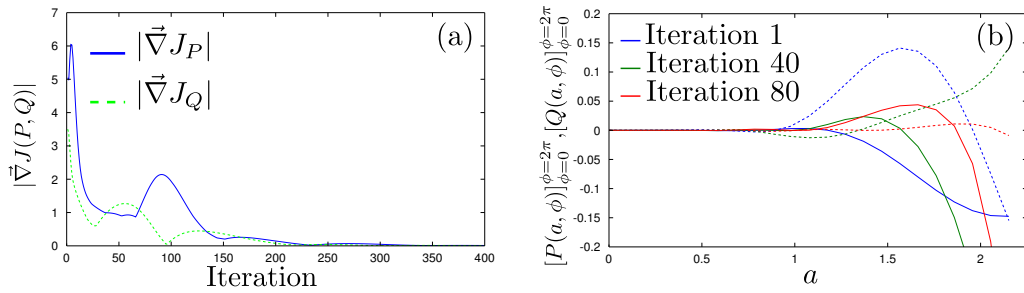 7
6
5
4
3
2
1
0
0 50 100 150 200 250 300 350 400
Iteration
|∇⃗J(P,Q)|
|∇⃗J_P|
|∇⃗J_Q|
(a)
0.2
0.15
0.1
0.05
0
-0.05
-0.1
-0.15
-0.2
0 0.5 1 1.5 2
a
[P(a,ϕ)]_{ϕ=0}^{ϕ=2π},[Q(a,ϕ)]_{ϕ=0}^{ϕ=2π}
Iteration 1
Iteration 40
Iteration 80
(b)